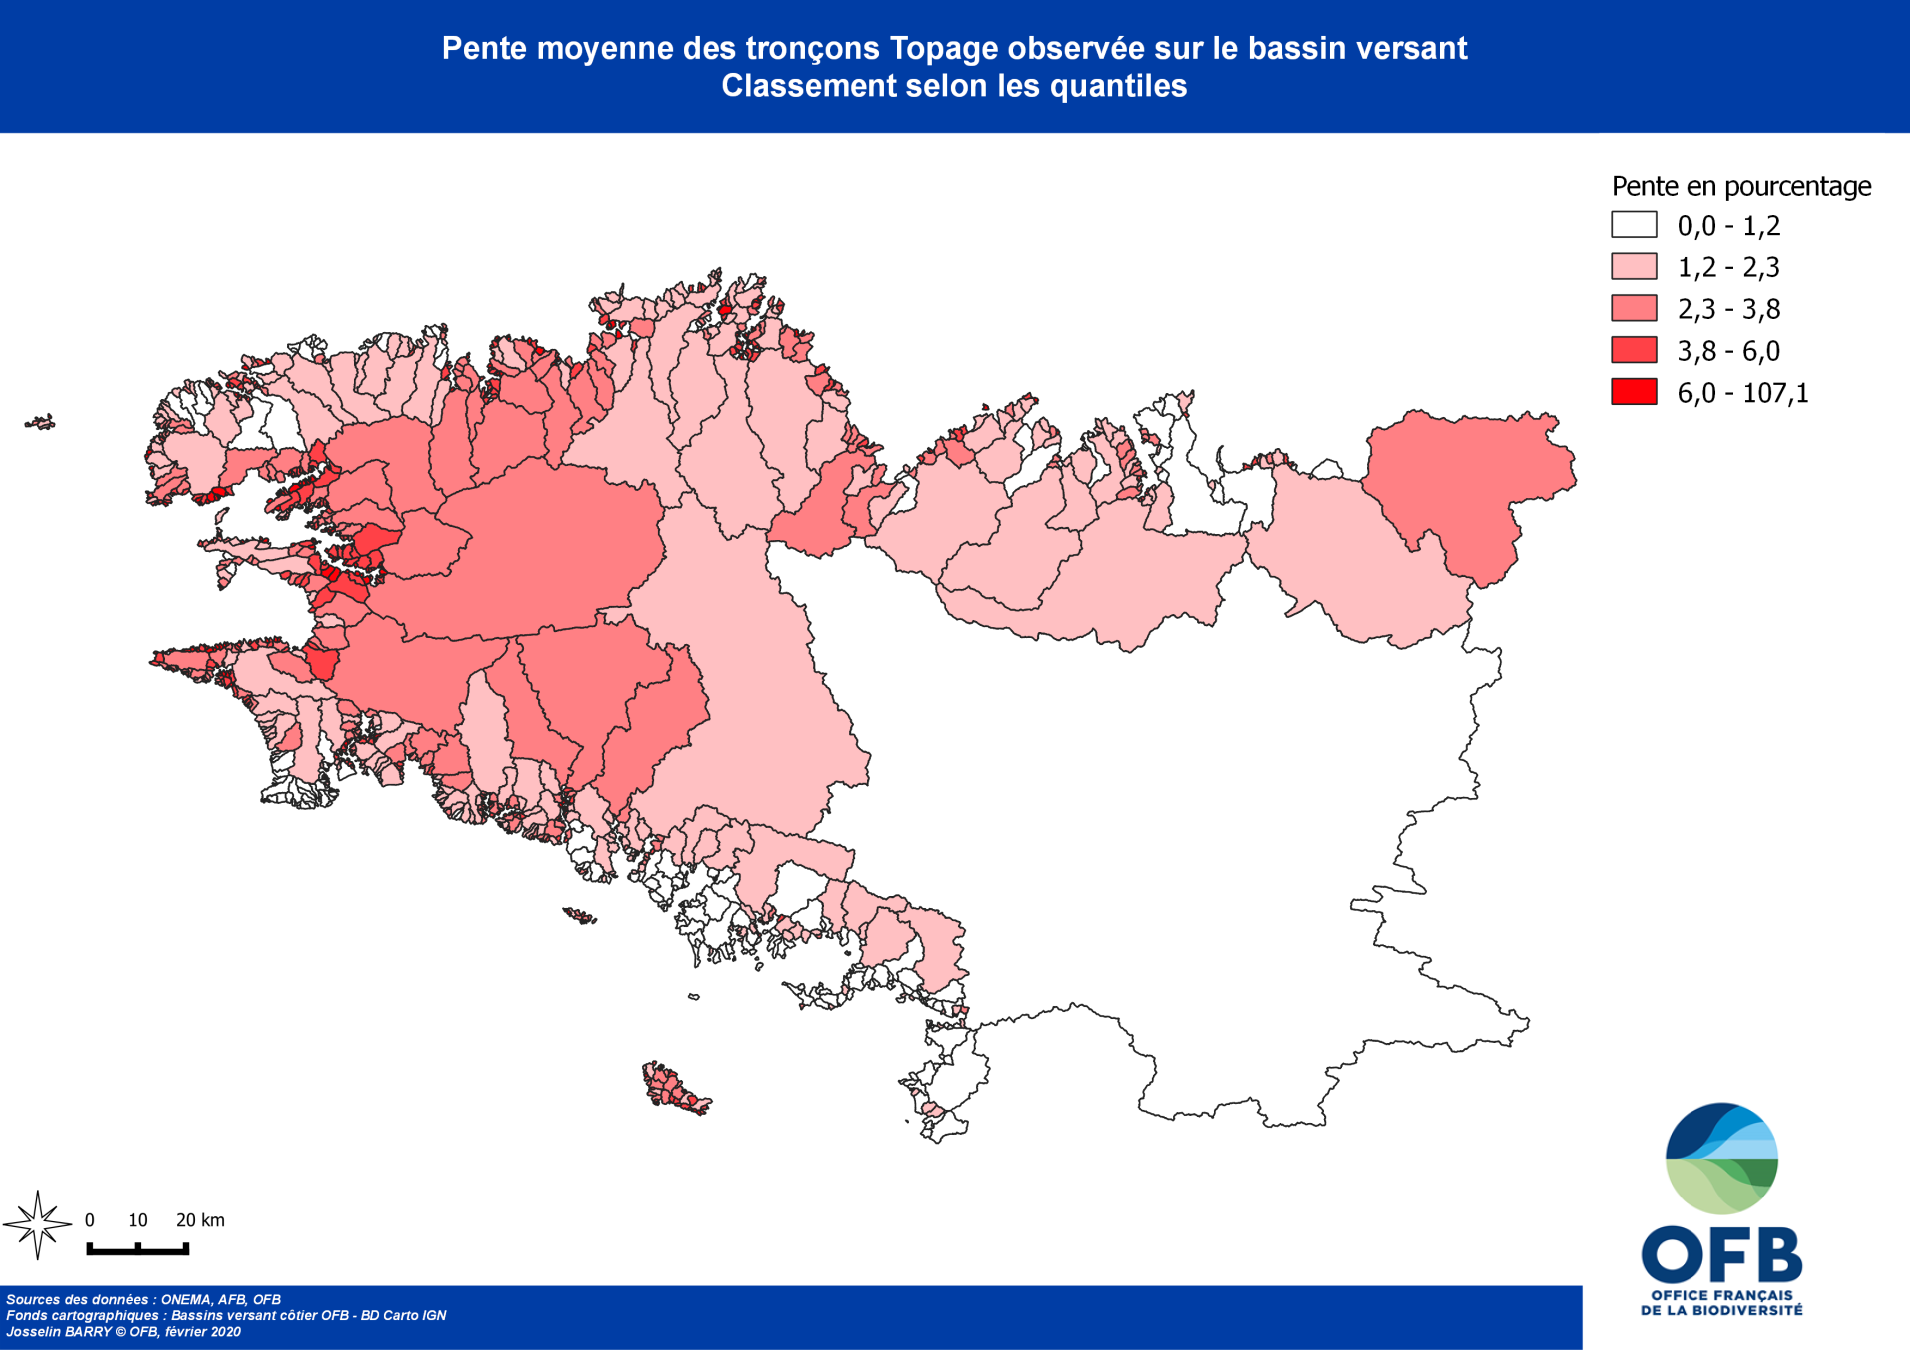 Pente moyenne des tronçons Topage observée sur le bassin versant
Classement selon les quantiles
Pente en pourcentage
0,0 - 1,2
1,2 - 2,3
2,3 - 3,8
3,8 - 6,0
6,0 - 107,1
0 10 20 km
OFB
OFFICE FRANÇAIS
DE LA BIODIVERSITÉ
Sources des données : ONEMA, AFB, OFB
Fonds cartographiques : Bassins versant côtier OFB - BD Carto IGN
Josselin BARRY © OFB, février 2020